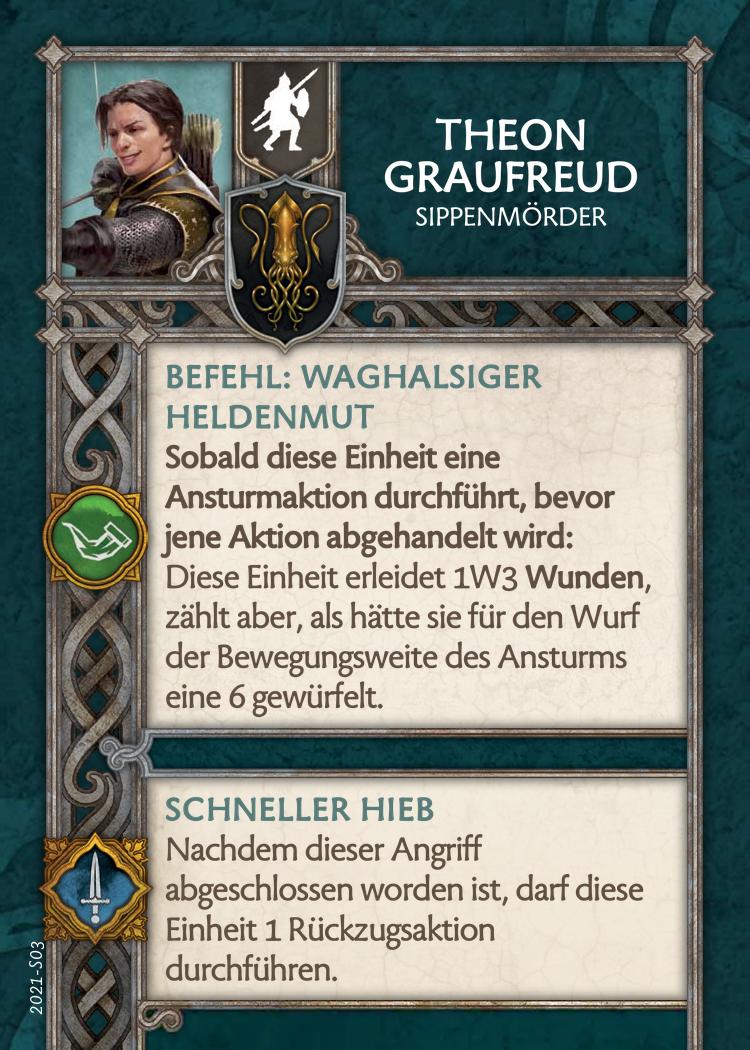 THEON
GRAUFREUD
SIPPENMÖRDER
BEFEHL: WAGHALSIGER
HELDENMUT
Sobald diese Einheit eine
Ansturmaktion durchführt, bevor
jene Aktion abgehandelt wird:
Diese Einheit erleidet 1W3 Wunden,
zählt aber, als hätte sie für den Wurf
der Bewegungsweite des Ansturms
eine 6 gewürfelt.
SCHNELLER HIEB
Nachdem dieser Angriff
abgeschlossen worden ist, darf diese
Einheit 1 Rückzugsaktion
durchführen.
2021-S03